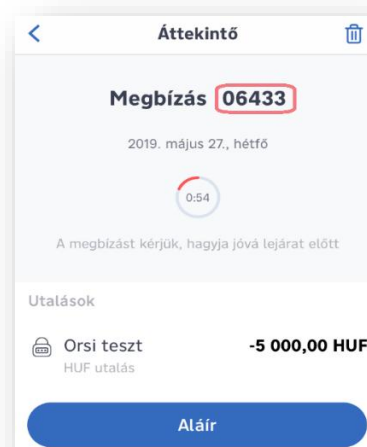 Áttekintő
Megbízás 06433
2019. május 27., hétfő
0:54
A megbízást kérjük, hagyja jóvá lejárat előtt
Utalások
Orsi teszt -5 000,00 HUF
HUF utalás
Aláír